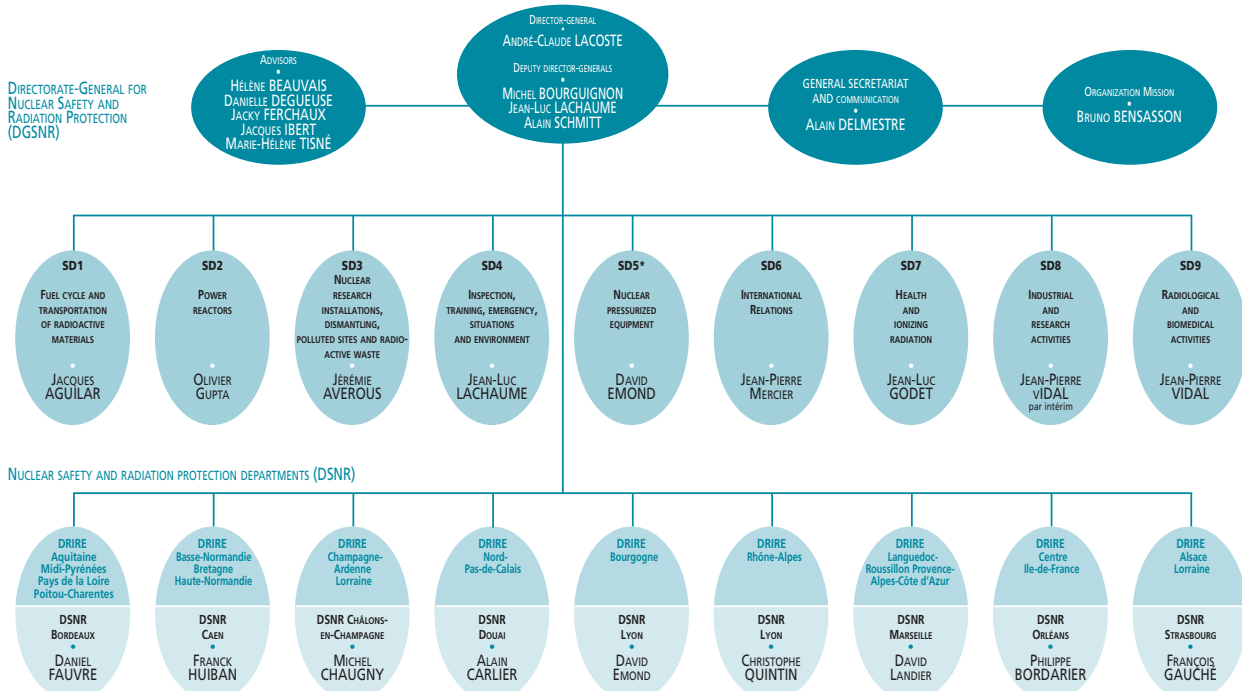 DIRECTORATE-GENERAL FOR
NUCLEAR SAFETY AND
RADIATION PROTECTION
(DGSNR)
ADVISORS
•
HÉLÈNE BEAUVAIS
DANIELLE DEGUEUSE
JACKY FERCHAUX
JACQUES IBERT
MARIE-HÉLÈNE TISNÉ
DIRECTOR-GENERAL
•
ANDRÉ-CLAUDE LACOSTE
DEPUTY DIRECTOR-GENERALS
•
MICHEL BOURGUIGNON
JEAN-LUC LACHAUME
ALAIN SCHMITT
GENERAL SECRETARIAT
AND COMMUNICATION
•
ALAIN DELMESTRE
ORGANIZATION MISSION
•
BRUNO BENSASSON
SD1
FUEL CYCLE AND
TRANSPORTATION
OF RADIOACTIVE
MATERIALS
•
JACQUES
AGUILAR
SD2
POWER
REACTORS
•
OLIVIER
GUPTA
SD3
NUCLEAR
RESEARCH
INSTALLATIONS,
DISMANTLING,
POLLUTED SITES AND RADIO-
ACTIVE WASTE
•
JÉRÉMIE
AVEROUS
SD4
INSPECTION,
TRAINING, EMERGENCY,
SITUATIONS
AND ENVIRONMENT
•
JEAN-LUC
LACHAUME
SD5*
NUCLEAR
PRESSURIZED
EQUIPMENT
•
DAVID
EMOND
SD6
INTERNATIONAL
RELATIONS
•
JEAN-PIERRE
MERCIER
SD7
HEALTH
AND
IONIZING
RADIATION
•
JEAN-LUC
GODET
SD8
INDUSTRIAL
AND
RESEARCH
ACTIVITIES
•
JEAN-PIERRE
vIDAL
par intérim
SD9
RADIOLOGICAL
AND
BIOMEDICAL
ACTIVITIES
•
JEAN-PIERRE
VIDAL
NUCLEAR SAFETY AND RADIATION PROTECTION DEPARTMENTS (DSNR)
DRIRE
Aquitaine
Midi-Pyrénées
Pays de la Loire
Poitou-Charentes
DSNR
BORDEAUX
•
DANIEL
FAUVRE
DRIRE
Basse-Normandie
Bretagne
Haute-Normandie
DSNR
CAEN
•
FRANCK
HUIBAN
DRIRE
Champagne-
Ardenne
Lorraine
DSNR CHÂLONS-
EN-CHAMPAGNE
•
MICHEL
CHAUGNY
DRIRE
Nord-
Pas-de-Calais
DSNR
DOUAI
•
ALAIN
CARLIER
DRIRE
Bourgogne
DSNR
LYON
•
DAVID
EMOND
DRIRE
Rhône-Alpes
DSNR
LYON
•
CHRISTOPHE
QUINTIN
DRIRE
Languedoc-
Roussillon Provence-
Alpes-Côte d'Azur
DSNR
MARSEILLE
•
DAVID
LANDIER
DRIRE
Centre
Ile-de-France
DSNR
ORLÉANS
•
PHILIPPE
BORDARIER
DRIRE
Alsace
Lorraine
DSNR
STRASBOURG
•
FRANÇOIS
GAUCHÉ